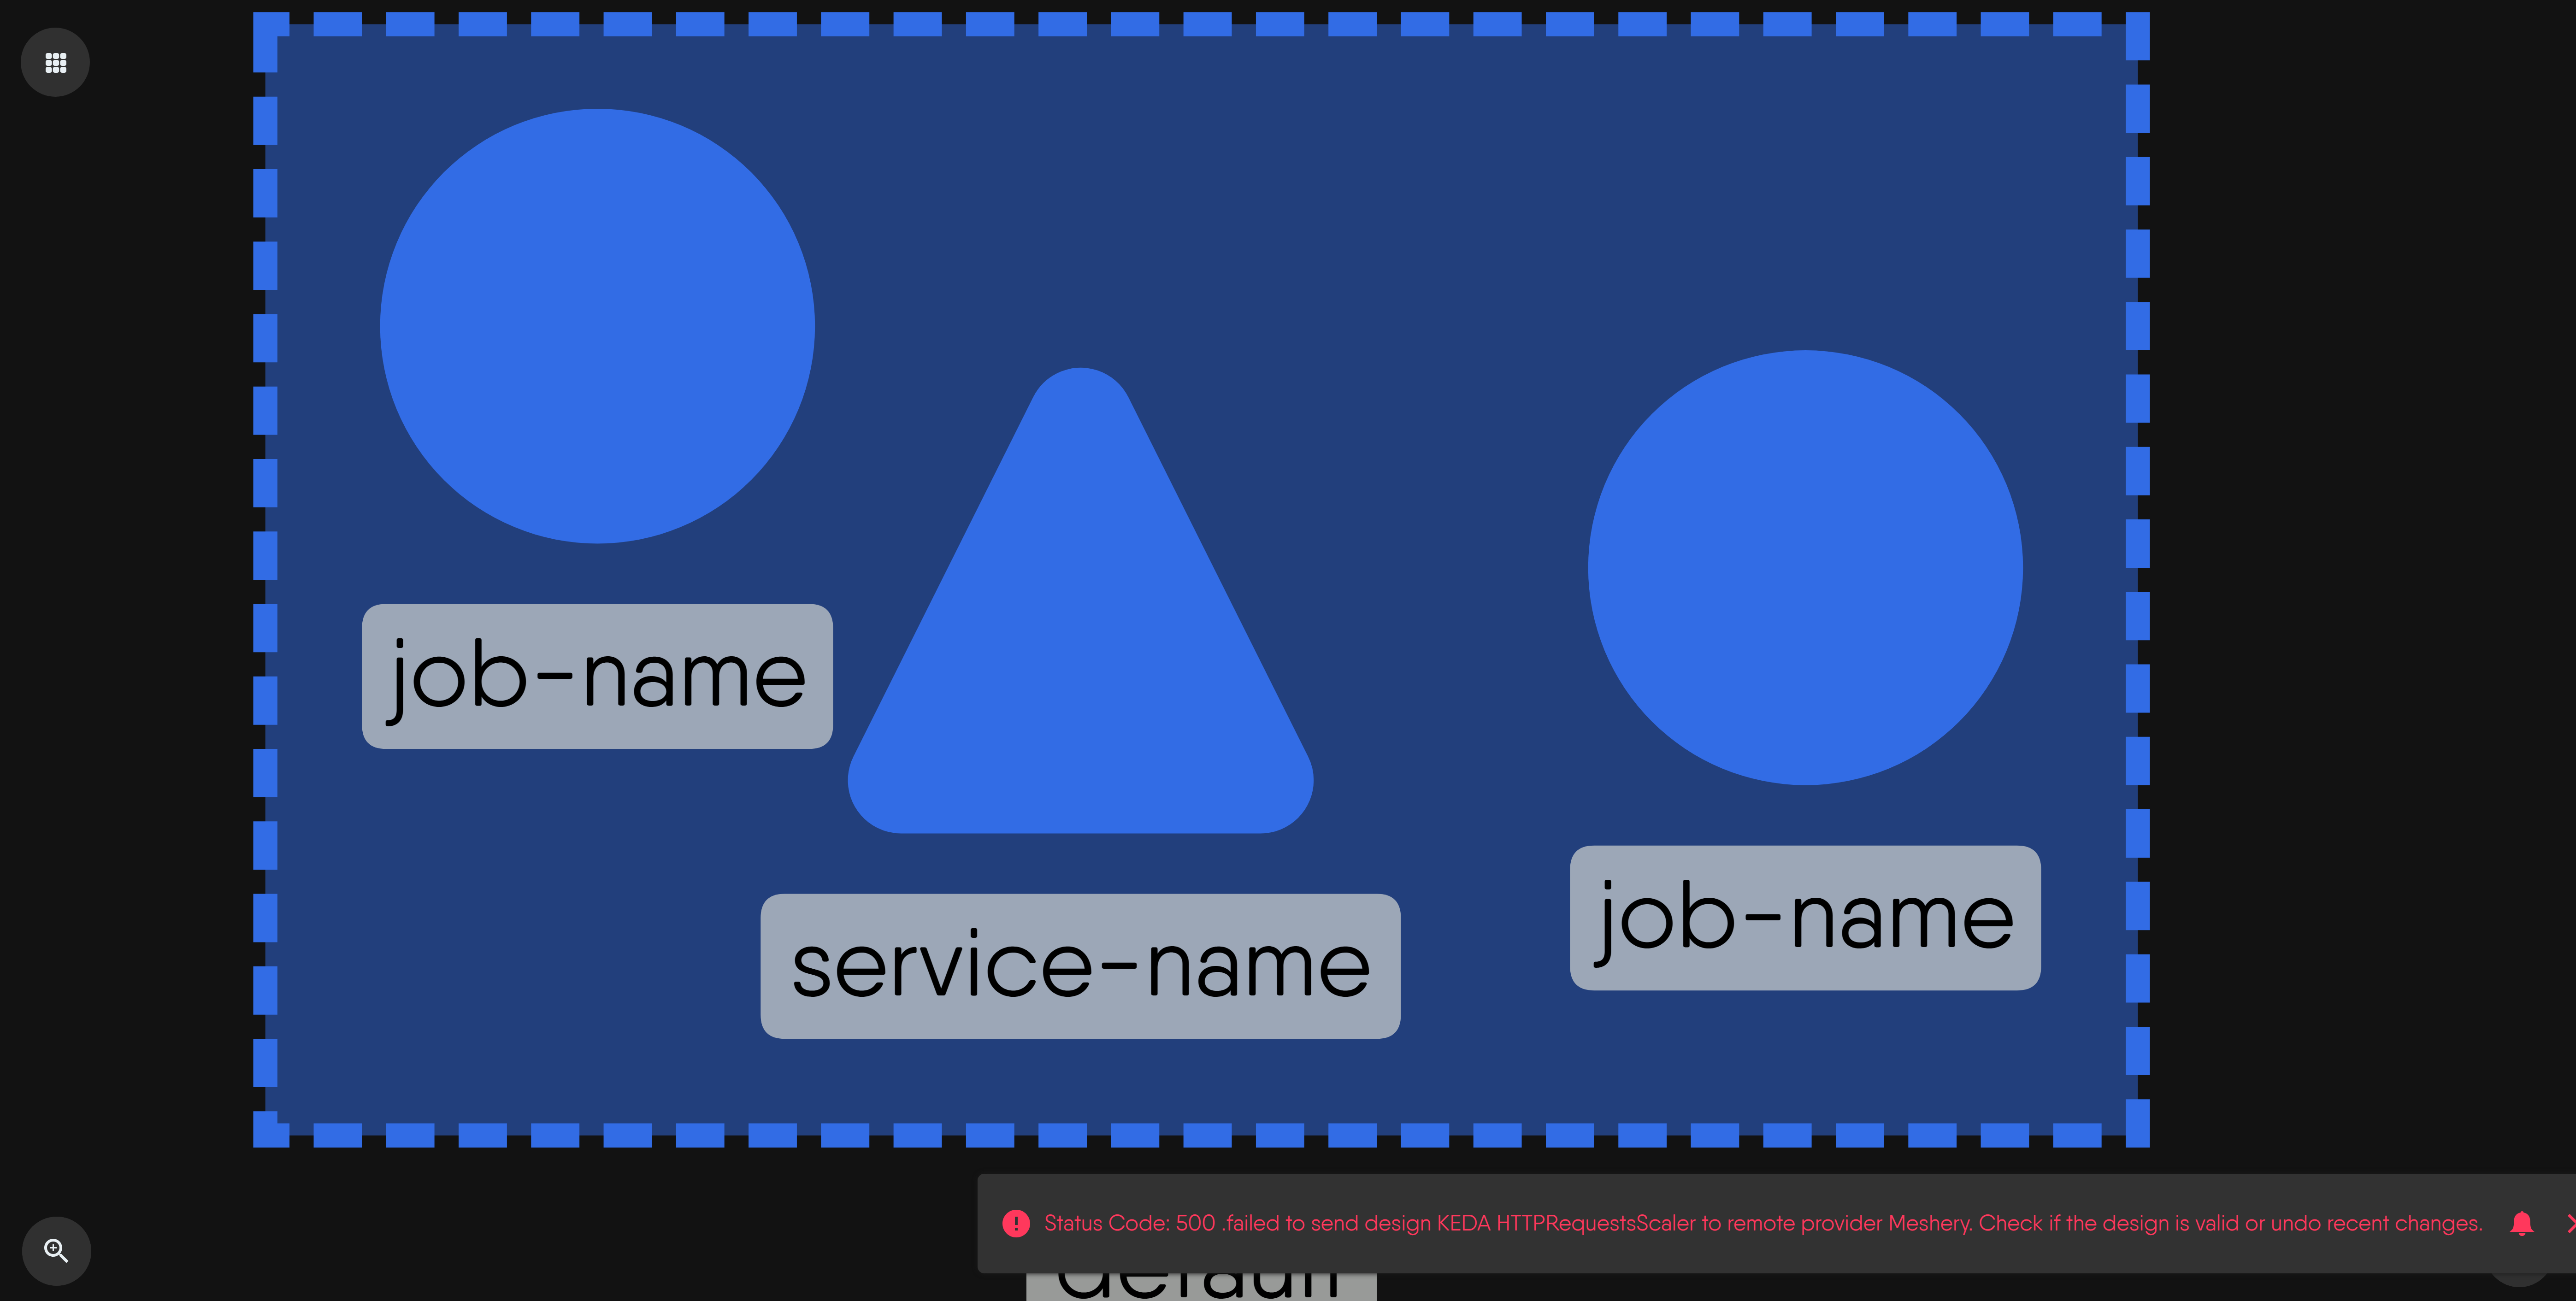 job-name
service-name
job-name
Status Code: 500 .failed to send design KEDA HTTPRequestsScaler to remote provider Meshery. Check if the design is valid or undo recent changes.
default